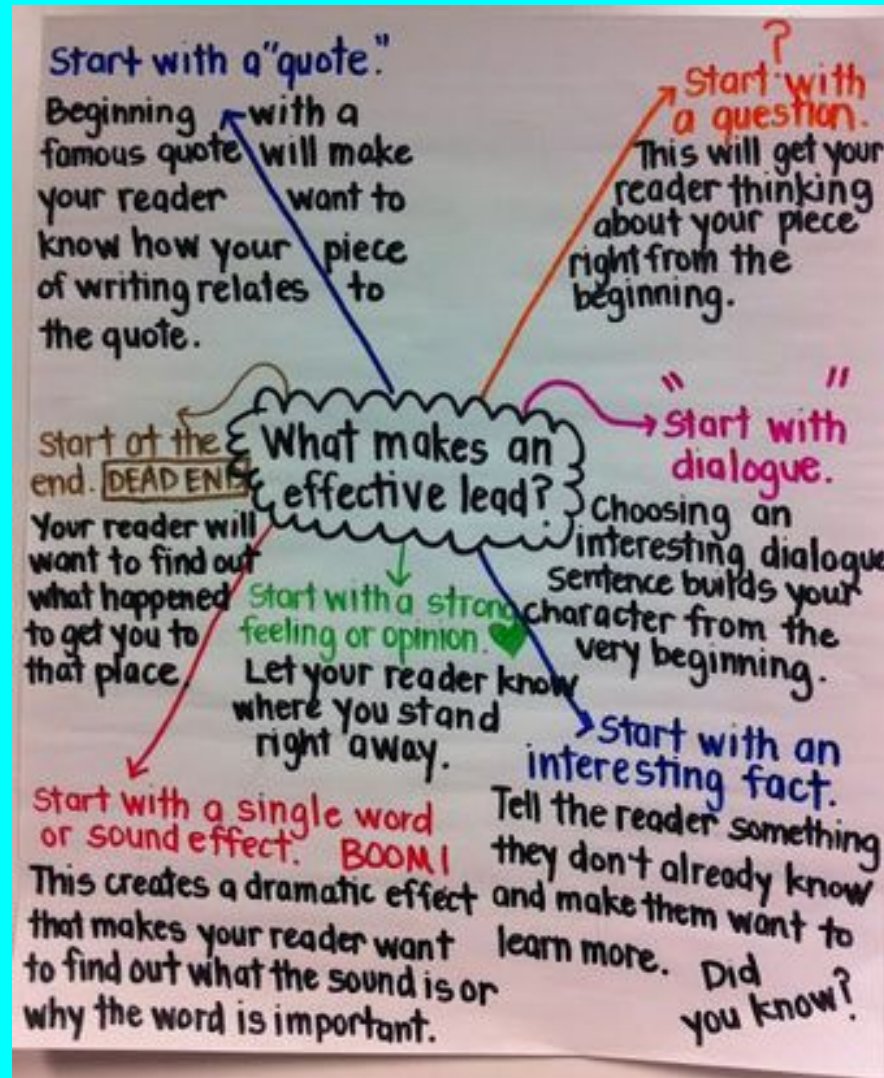 Start with a "quote."
Beginning with a
famous quote will make
your reader want to
know how your piece
of writing relates to
the quote.
?
Start with
a question.
This will get your
reader thinking
about your piece
right from the
beginning.
What makes an
effective lead?
Start at the
end. DEAD END
Your reader will
want to find out
what happened
to get you to
that place.
" "
Start with
dialogue.
Choosing an
interesting dialogue
sentence builds your
character from the
very beginning.
Start with a strong
feeling or opinion.
Let your reader know
where you stand
right away.
Start with a single word
or sound effect. BOOM!
This creates a dramatic effect
that makes your reader want
to find out what the sound is or
why the word is important.
Start with an
interesting fact.
Tell the reader something
they don't already know
and make them want to
learn more. Did
you know?